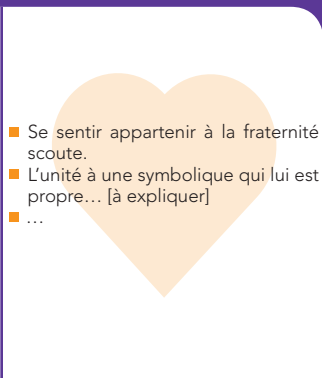 Se sentir appartenir à la fraternité
scoute.
L'unité à une symbolique qui lui est
propre… [à expliquer]
…